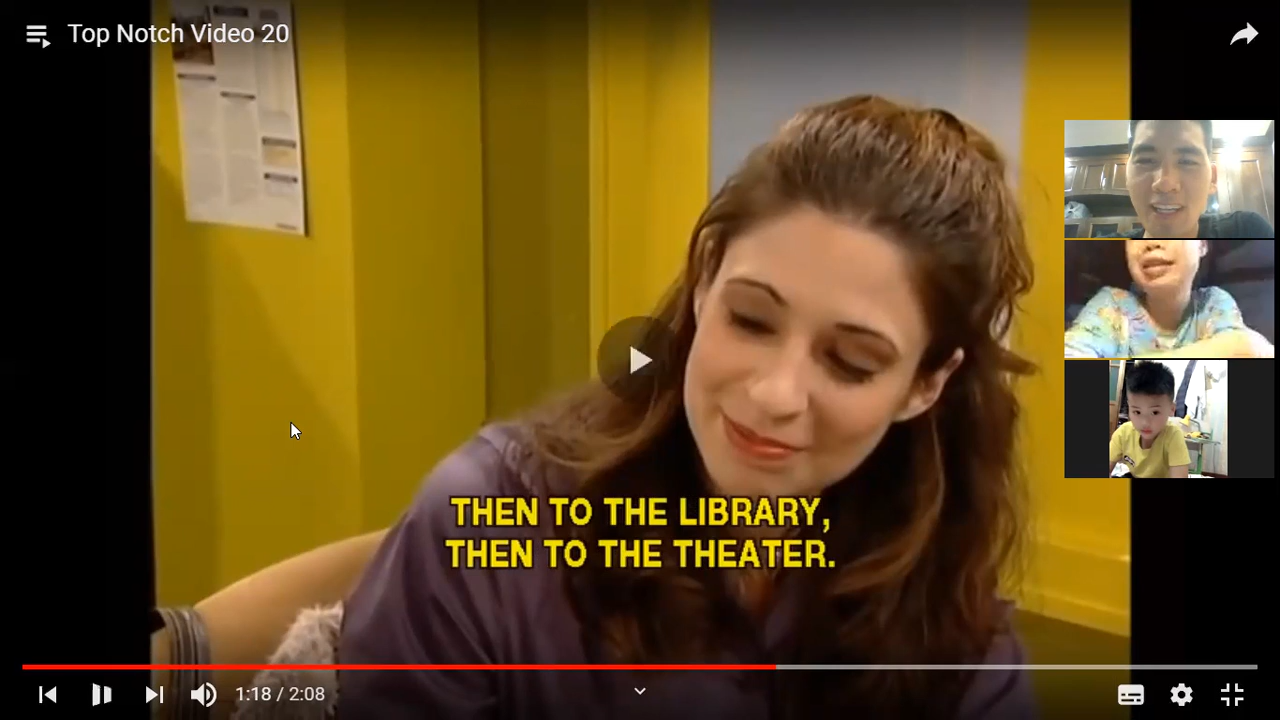 Top Notch Video 20
THEN TO THE LIBRARY,
THEN TO THE THEATER.
1:18 / 2:08